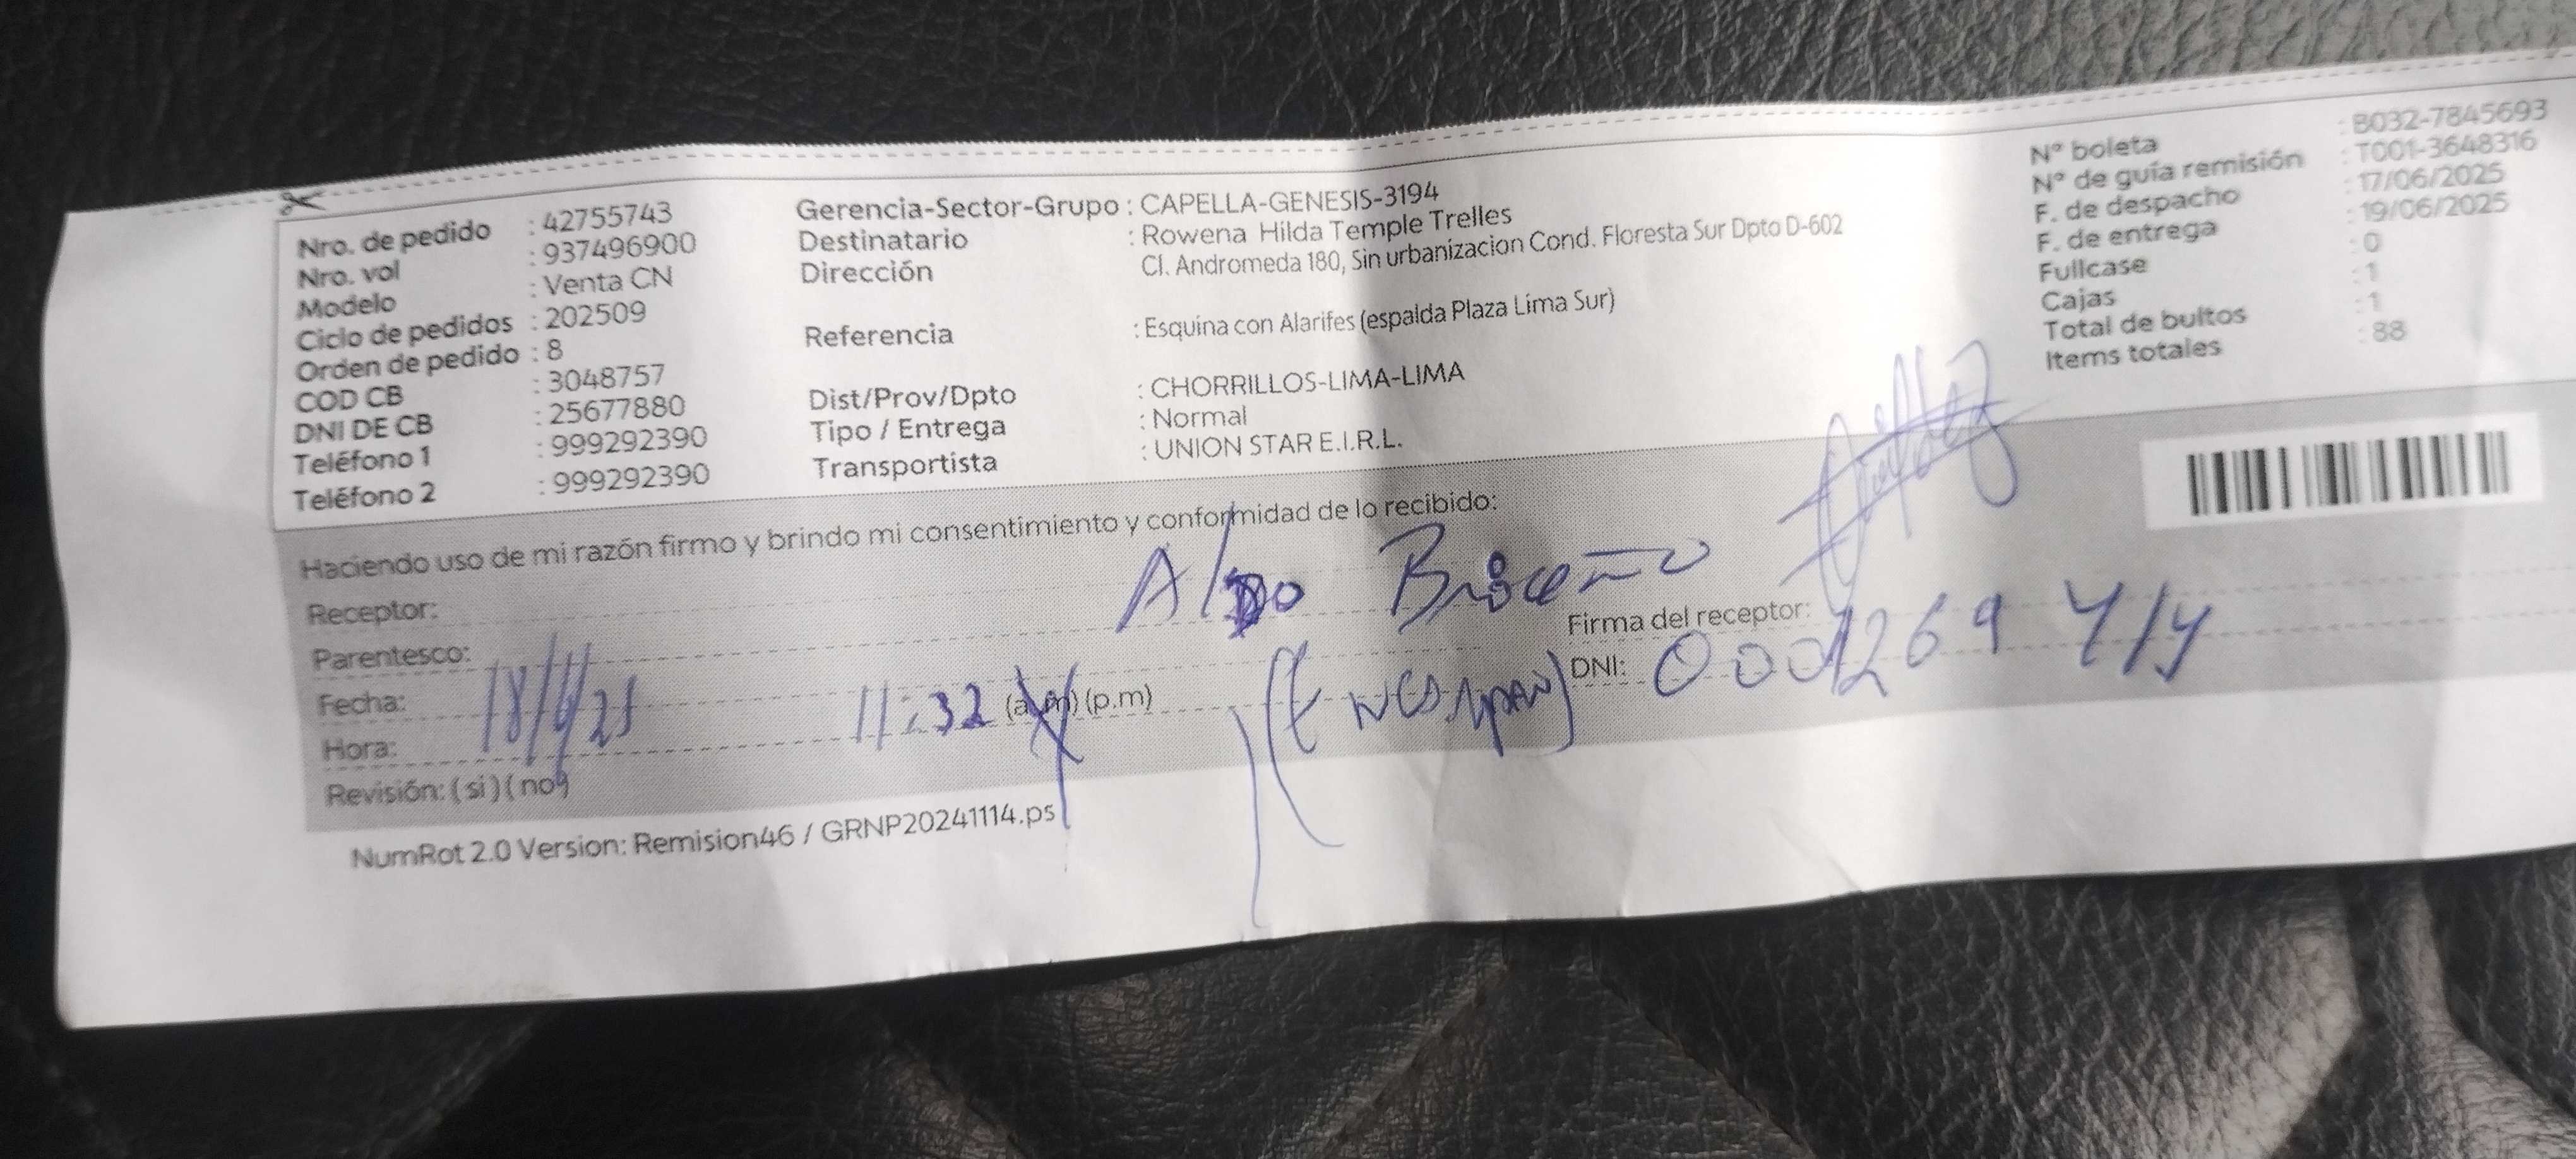 Nro. de pedido : 42755743
Nro. vol : 937496900
Modelo : Venta CN
Ciclo de pedidos : 202509
Orden de pedido : 8
COD CB : 3048757
DNI DE CB : 25677880
Teléfono 1 : 999292390
Teléfono 2 : 999292390
Gerencia-Sector-Grupo : CAPELLA-GENESIS-3194
Destinatario : Rowena Hilda Temple Trelles
Dirección Cl. Andromeda 180, Sin urbanizacion Cond. Floresta Sur Dpto D-602
Referencia : Esquina con Alarifes (espalda Plaza Lima Sur)
Dist/Prov/Dpto : CHORRILLOS-LIMA-LIMA
Tipo / Entrega : Normal
Transportista : UNION STAR E.I.R.L.
N° boleta : B032-7845693
N° de guía remisión : T001-3648316
F. de despacho : 17/06/2025
F. de entrega : 19/06/2025
Fullcase : 0
Cajas : 1
Total de bultos : 1
Items totales : 88
Haciendo uso de mi razón firmo y brindo mi consentimiento y conformidad de lo recibido:
Receptor: Aldo Briceño
Parentesco:
Firma del receptor:
Fecha: 18/6/25
DNI: 0001269
Hora: 11:32 (a.m) (p.m)
Revisión: ( si ) ( no )
NumRot 2.0 Version: Remision46 / GRNP20241114.ps